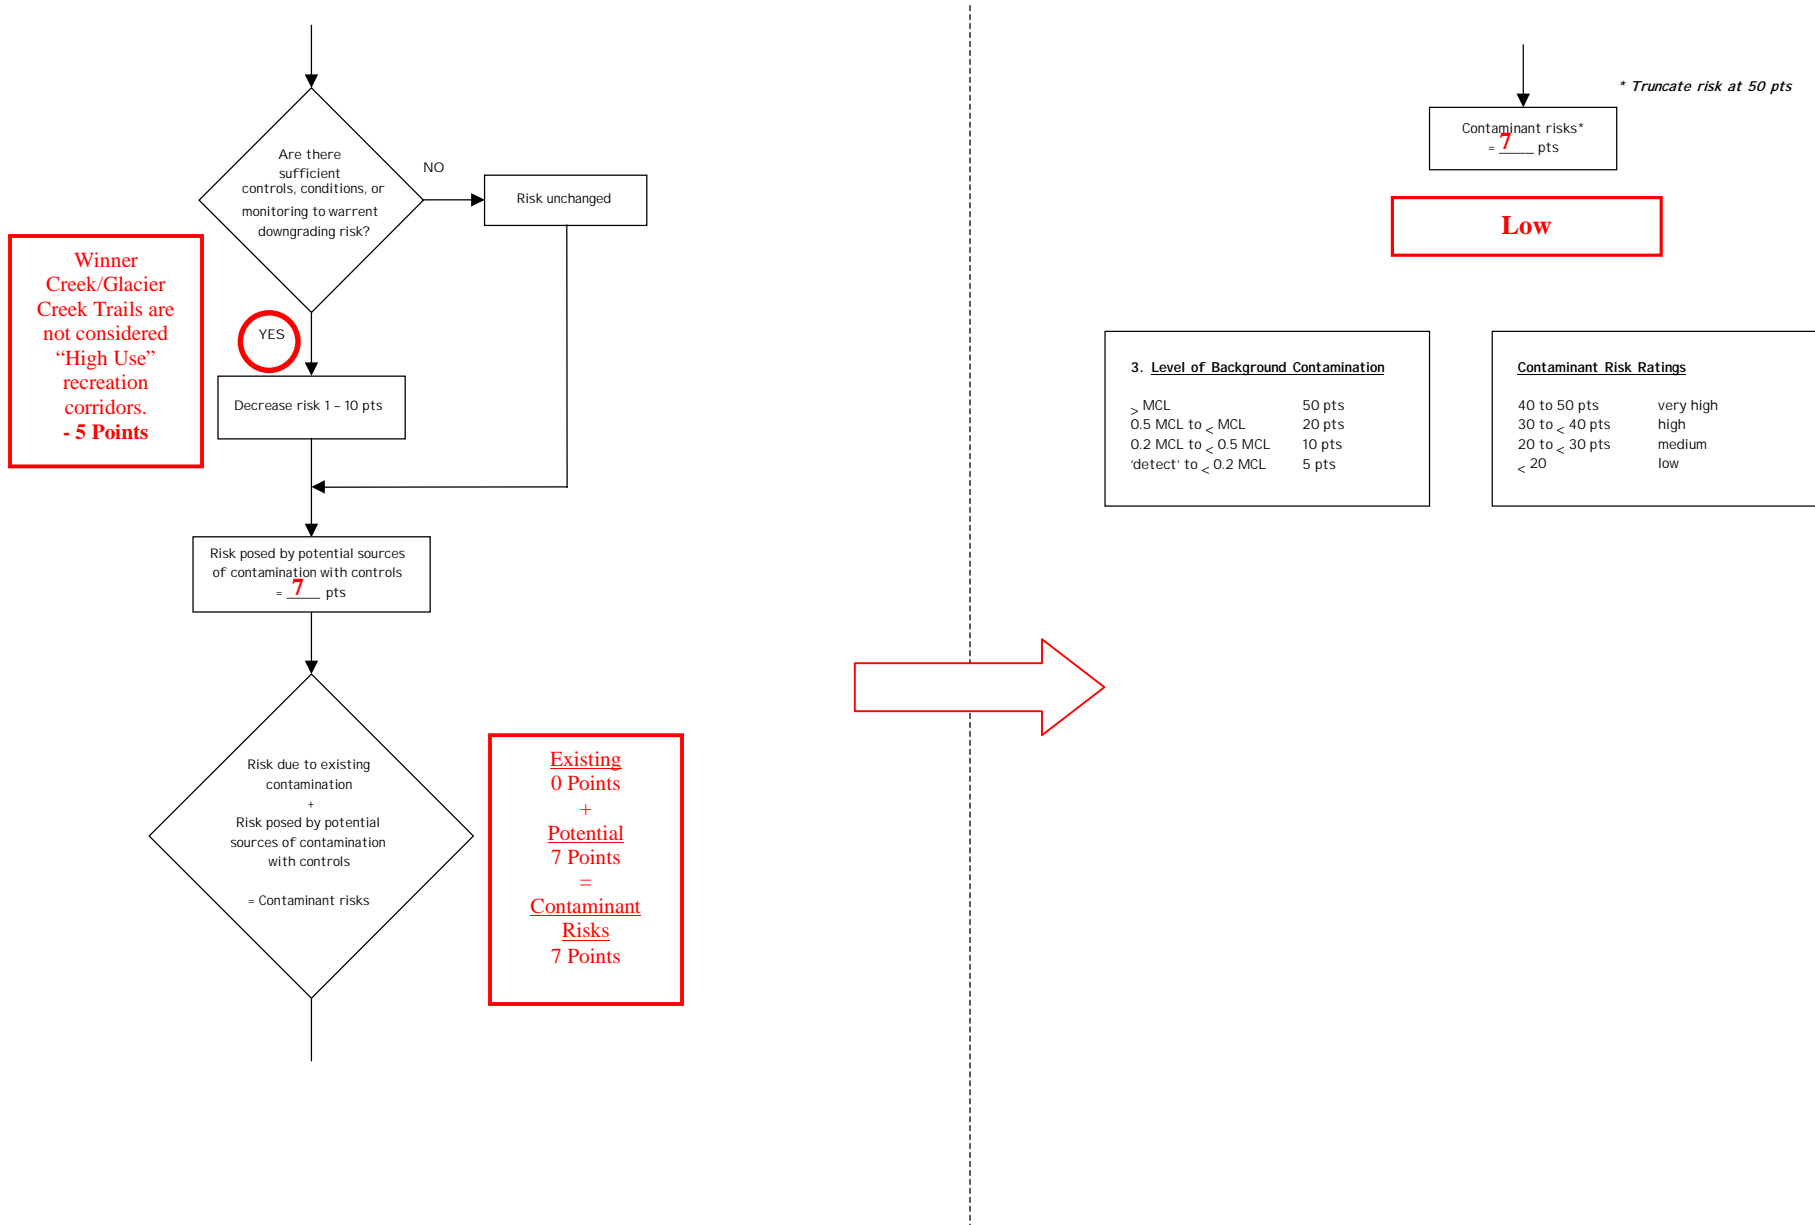 Are there
sufficient
controls, conditions, or
monitoring to warrent
downgrading risk?
NO
Risk unchanged
Winner
Creek/Glacier
Creek Trails are
not considered
“High Use”
recreation
corridors.
- 5 Points
YES
Decrease risk 1 – 10 pts
Risk posed by potential sources
of contamination with controls
= 7 pts
Risk due to existing
contamination
+
Risk posed by potential
sources of contamination
with controls
= Contaminant risks
Existing
0 Points
+
Potential
7 Points
=
Contaminant
Risks
7 Points
* Truncate risk at 50 pts
Contaminant risks*
= 7 pts
Low
3. Level of Background Contamination
> MCL 50 pts
0.5 MCL to < MCL 20 pts
0.2 MCL to < 0.5 MCL 10 pts
‘detect’ to < 0.2 MCL 5 pts
Contaminant Risk Ratings
40 to 50 pts very high
30 to < 40 pts high
20 to < 30 pts medium
< 20 low